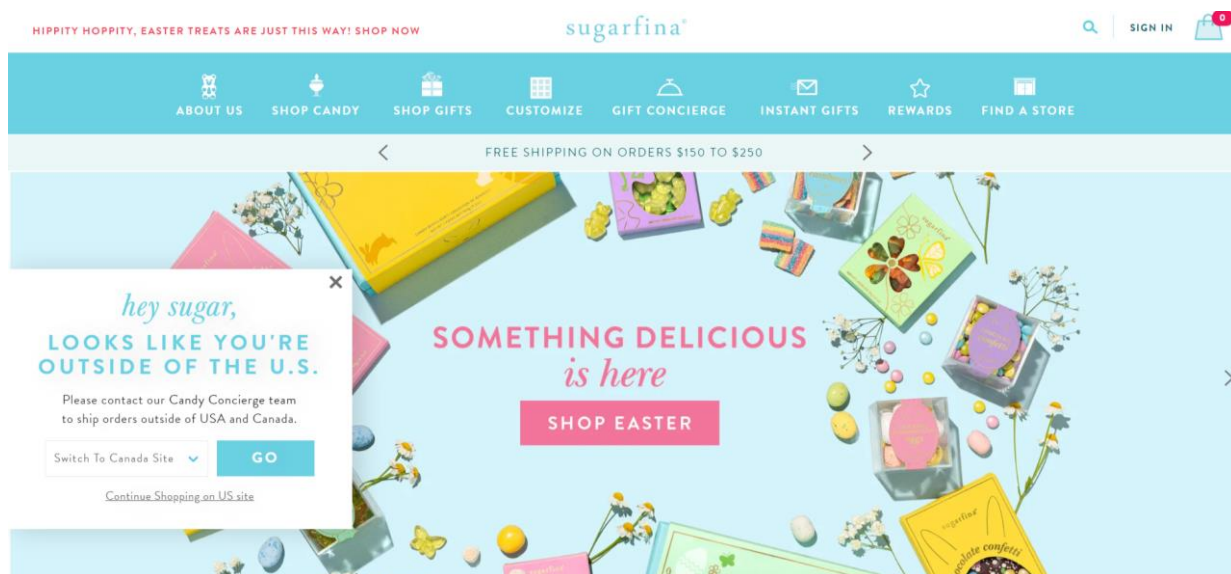 HIPPITY HOPPITY, EASTER TREATS ARE JUST THIS WAY! SHOP NOW
sugarfina®
SIGN IN
0
ABOUT US
SHOP CANDY
SHOP GIFTS
CUSTOMIZE
GIFT CONCIERGE
INSTANT GIFTS
REWARDS
FIND A STORE
FREE SHIPPING ON ORDERS $150 TO $250
hey sugar,
LOOKS LIKE YOU'RE
OUTSIDE OF THE U.S.
Please contact our Candy Concierge team
to ship orders outside of USA and Canada.
Switch To Canada Site
GO
Continue Shopping on US site
SOMETHING DELICIOUS
is here
SHOP EASTER
sugarfina
confetti
sugarfina
chocolate confetti
sugarfina